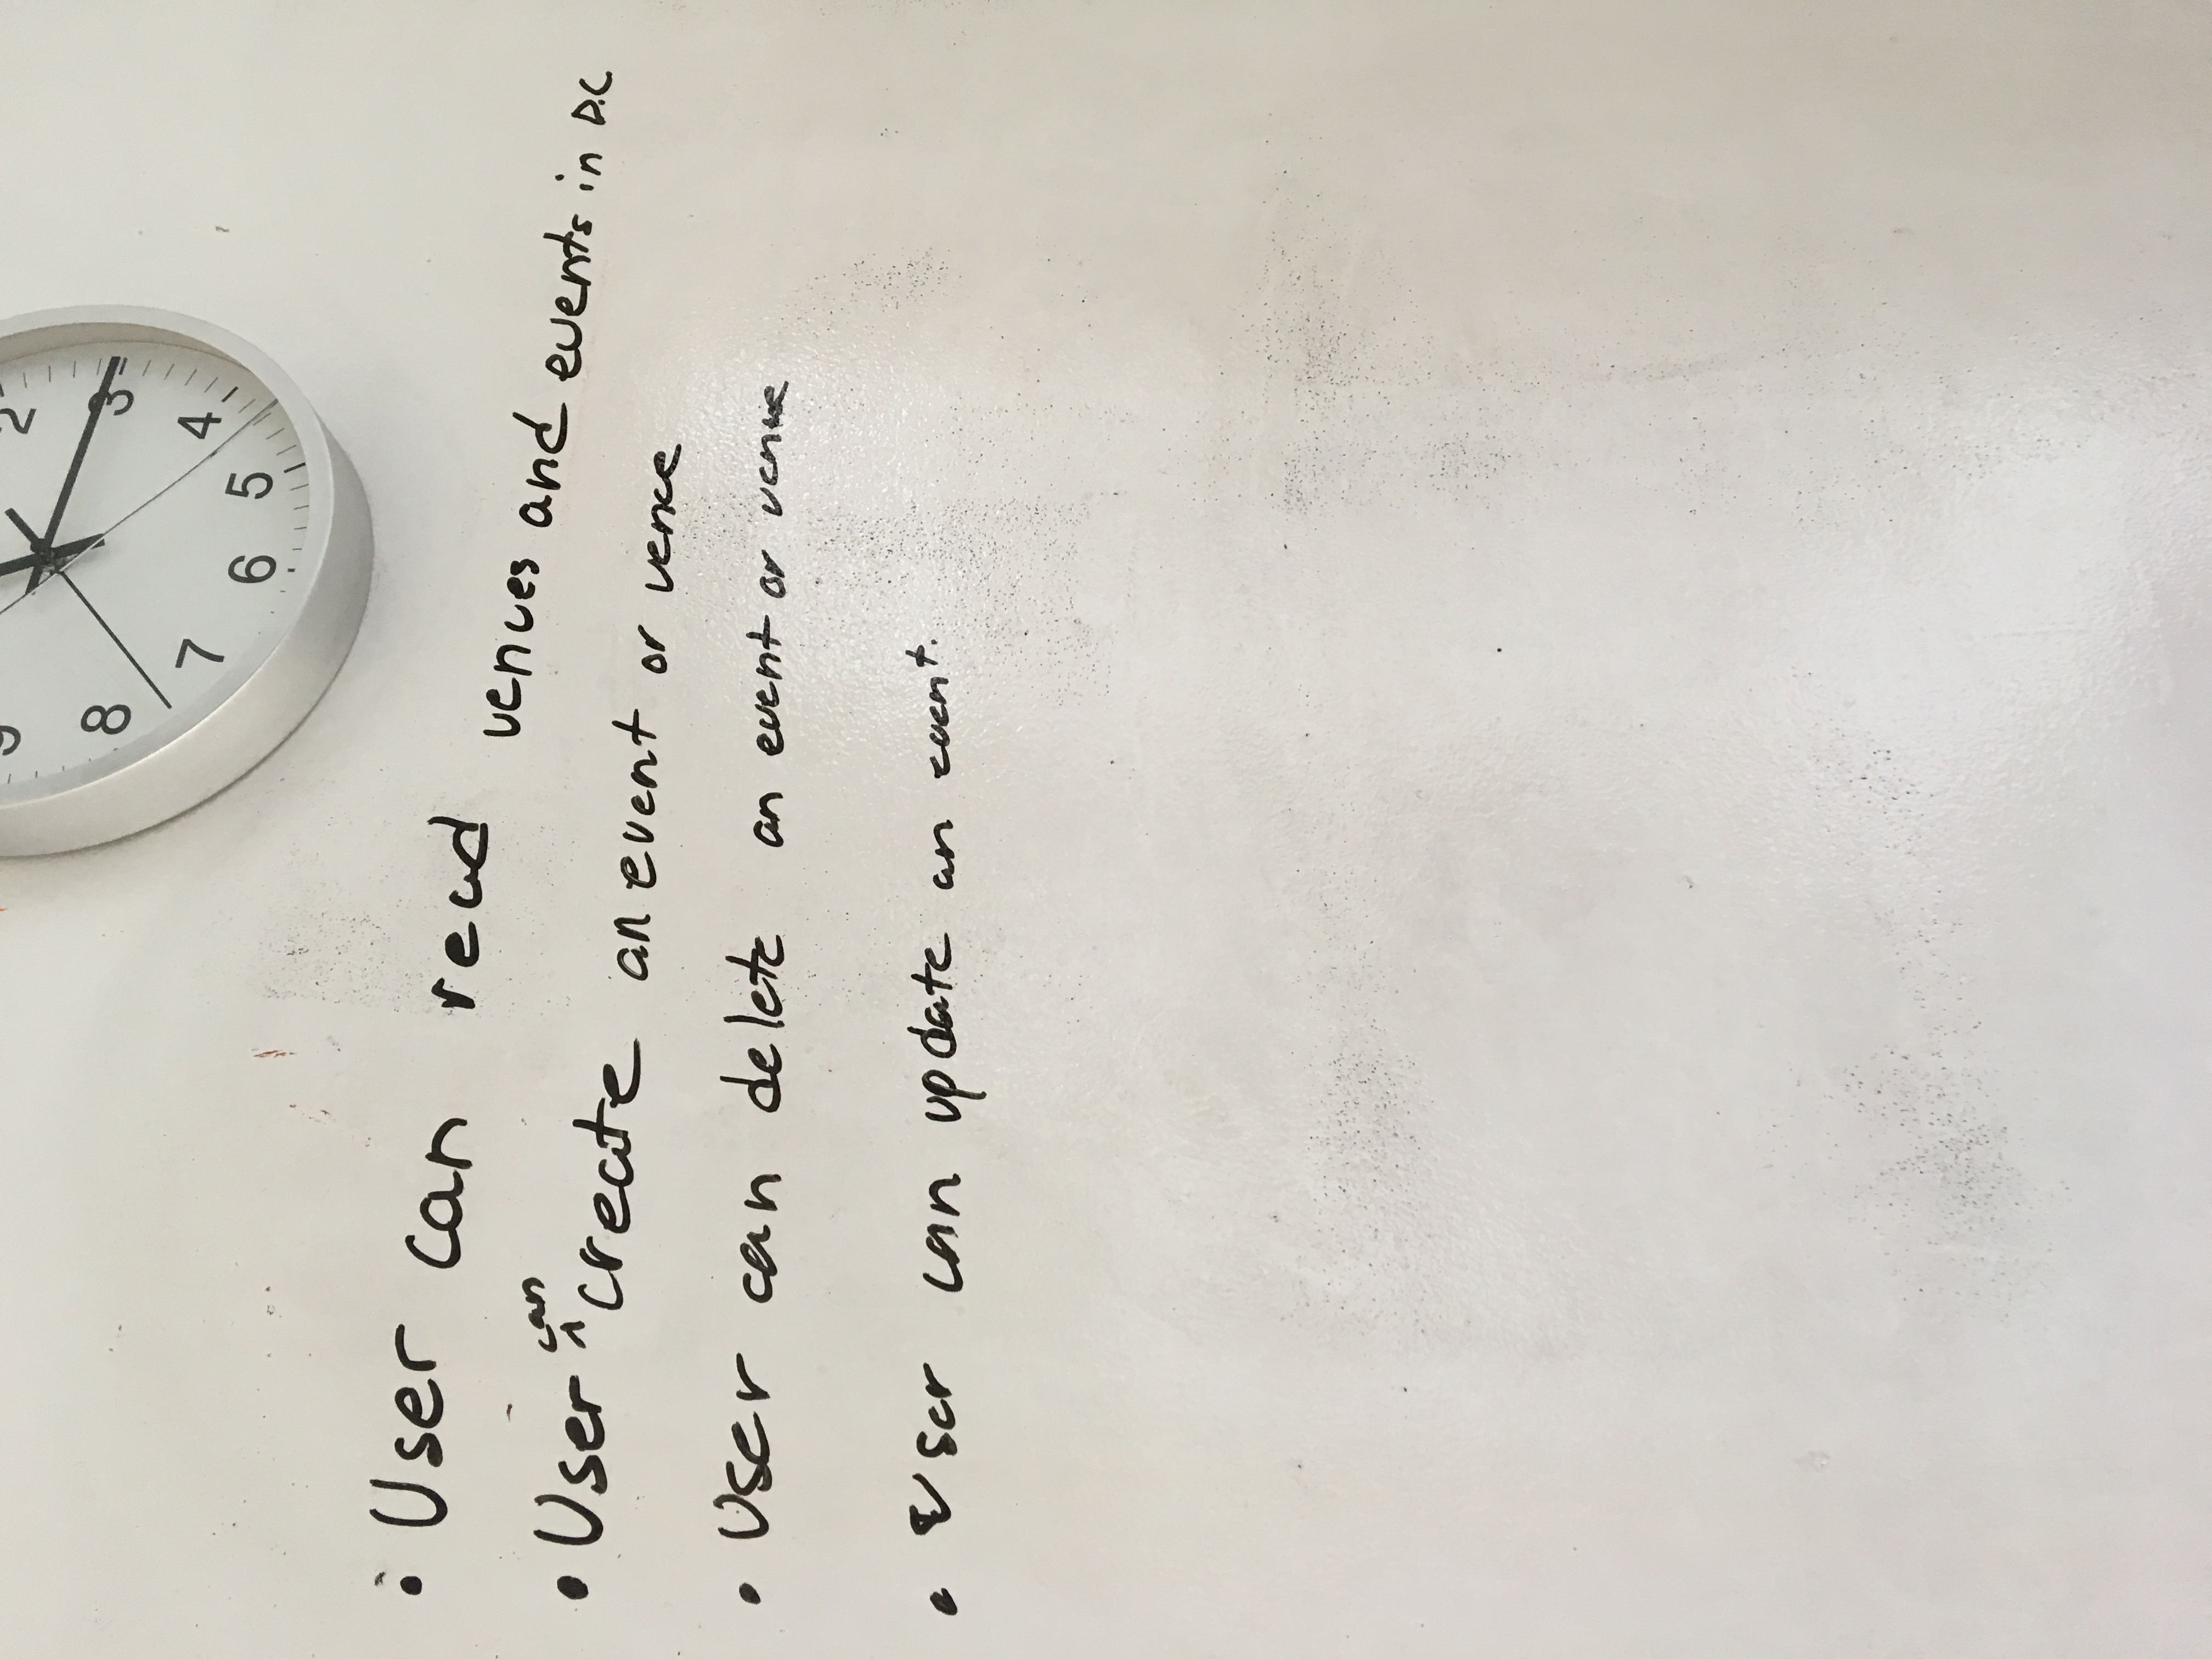 9
2
8
3
7
4
6
5
• User can read venues and events in D.C
• User can create an event or venue
• User can delete an event or venue
• User can update an event.